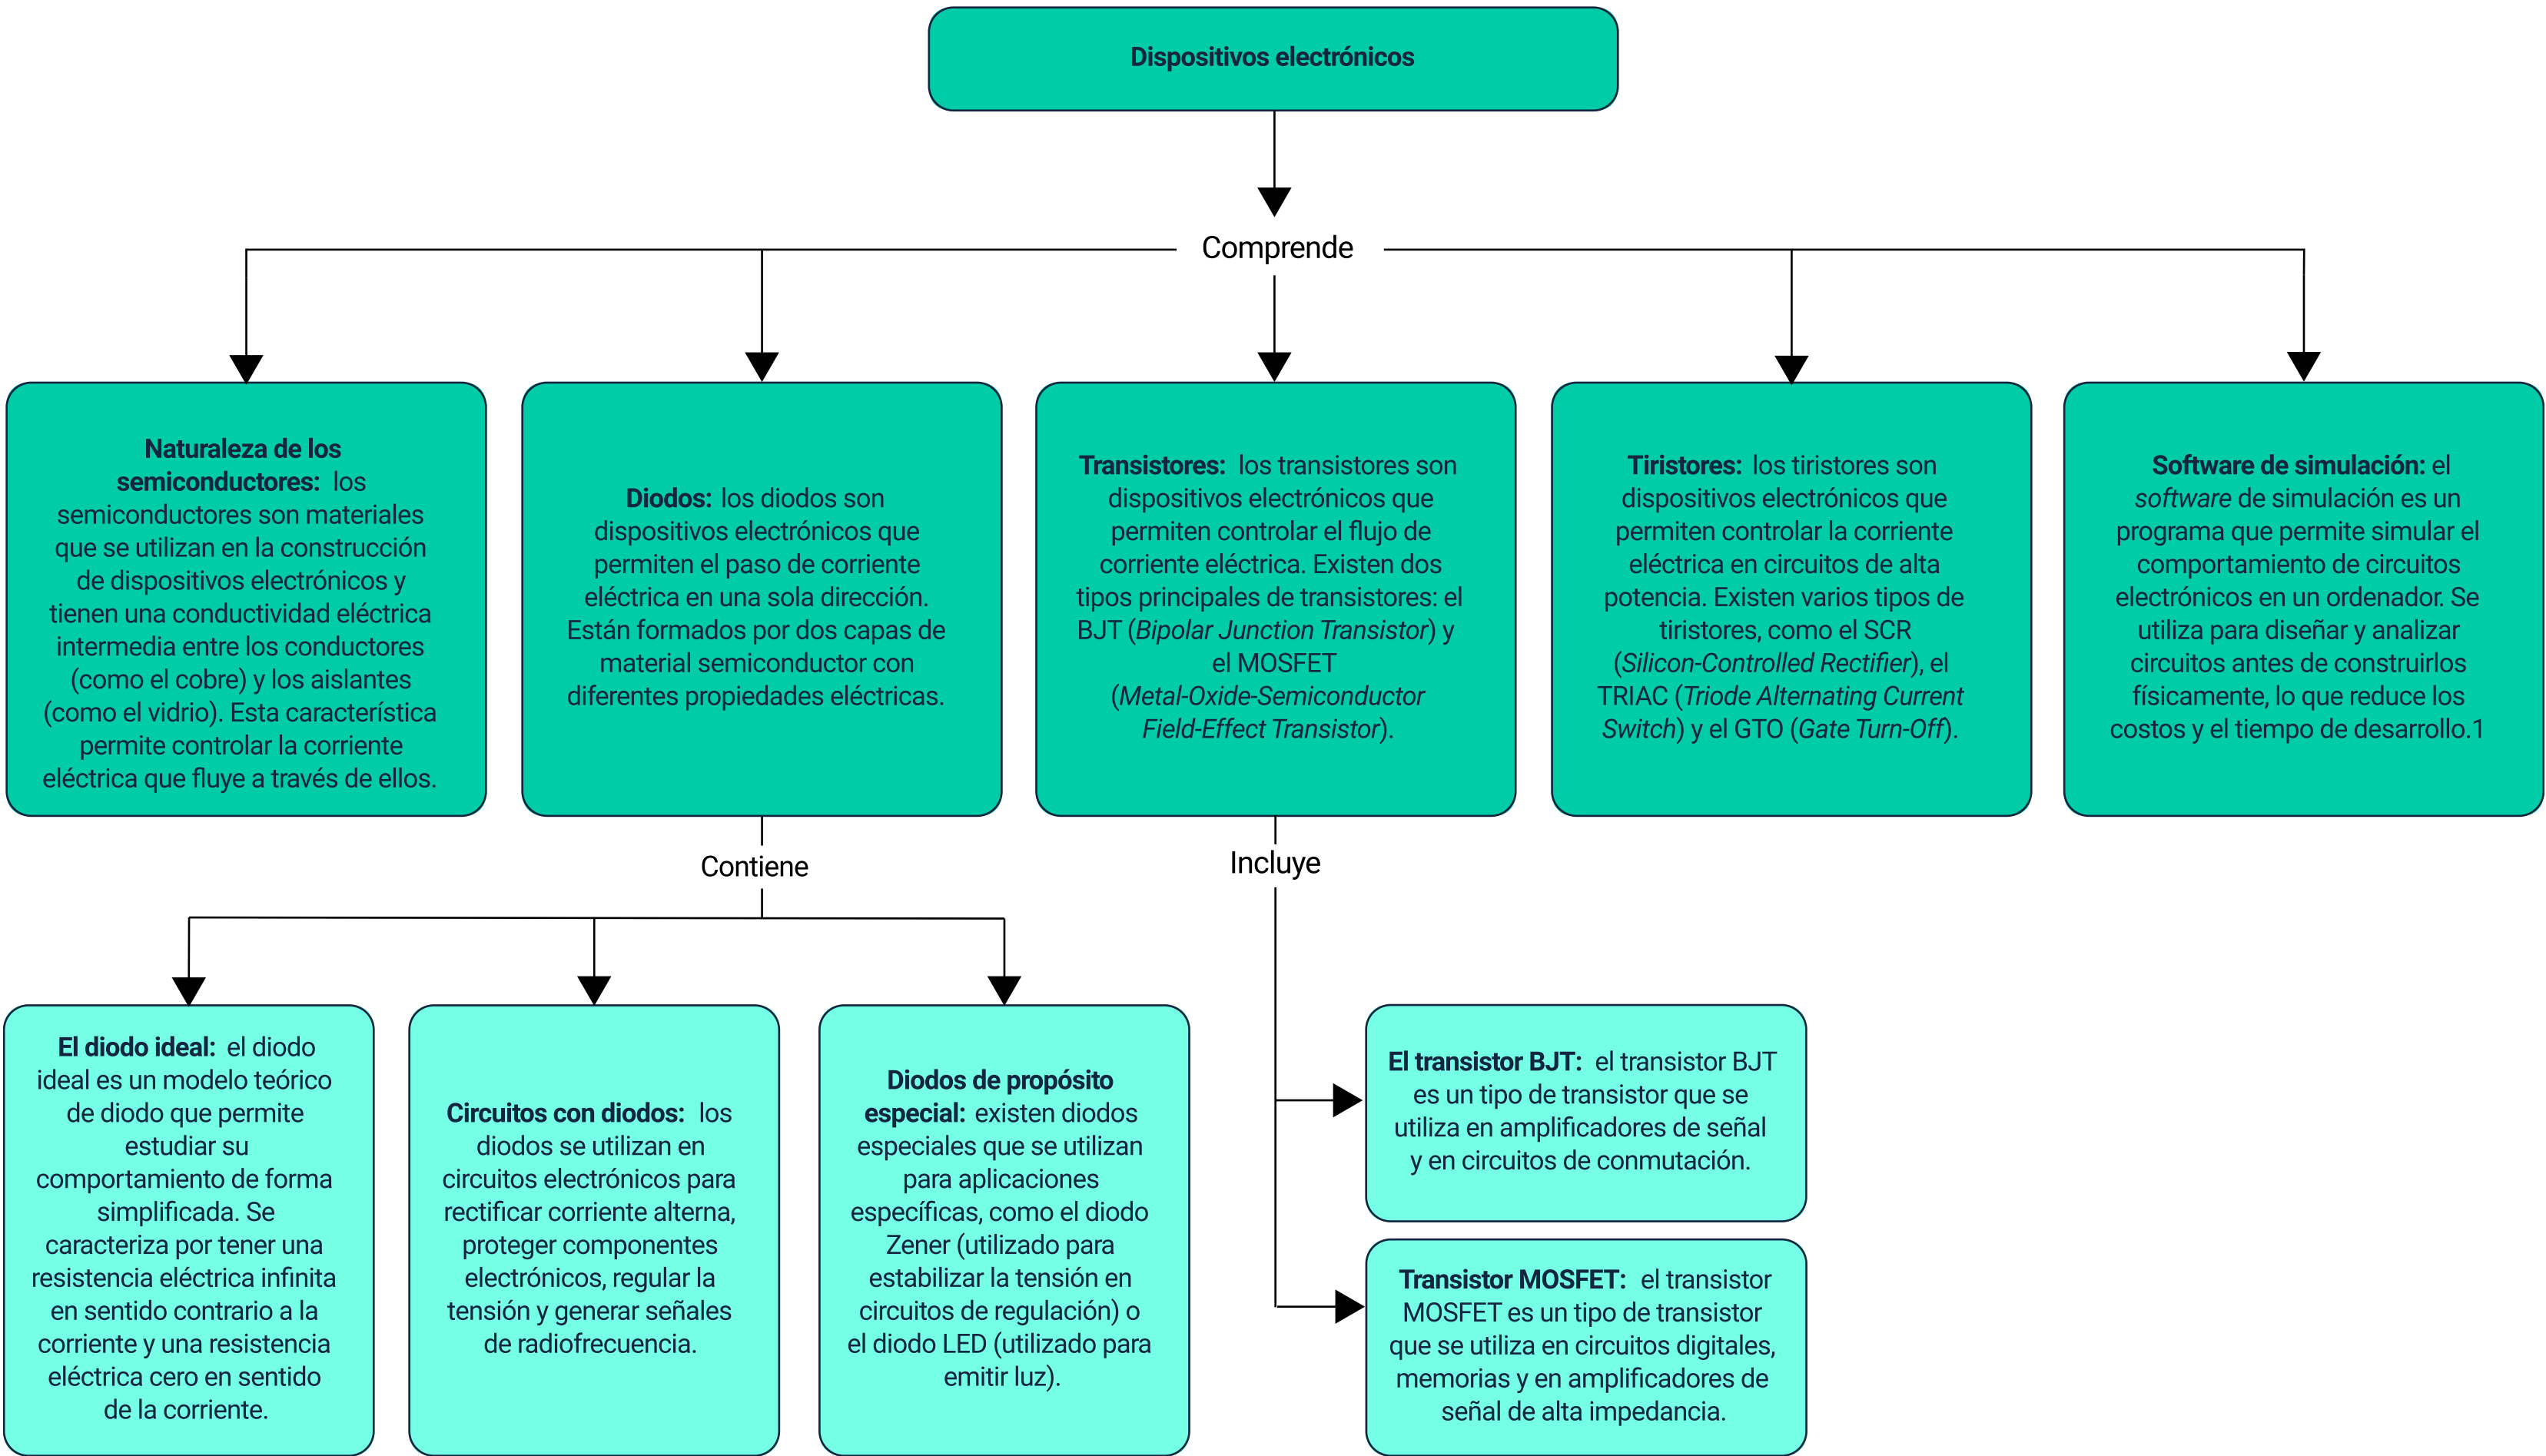 Dispositivos electrónicos
Comprende
Naturaleza de los
semiconductores: los
semiconductores son materiales
que se utilizan en la construcción
de dispositivos electrónicos y
tienen una conductividad eléctrica
intermedia entre los conductores
(como el cobre) y los aislantes
(como el vidrio). Esta característica
permite controlar la corriente
eléctrica que fluye a través de ellos.
Diodos: los diodos son
dispositivos electrónicos que
permiten el paso de corriente
eléctrica en una sola dirección.
Están formados por dos capas de
material semiconductor con
diferentes propiedades eléctricas.
Transistores: los transistores son
dispositivos electrónicos que
permiten controlar el flujo de
corriente eléctrica. Existen dos
tipos principales de transistores: el
BJT (Bipolar Junction Transistor) y
el MOSFET
(Metal-Oxide-Semiconductor
Field-Effect Transistor).
Tiristores: los tiristores son
dispositivos electrónicos que
permiten controlar la corriente
eléctrica en circuitos de alta
potencia. Existen varios tipos de
tiristores, como el SCR
(Silicon-Controlled Rectifier), el
TRIAC (Triode Alternating Current
Switch) y el GTO (Gate Turn-Off).
Software de simulación: el
software de simulación es un
programa que permite simular el
comportamiento de circuitos
electrónicos en un ordenador. Se
utiliza para diseñar y analizar
circuitos antes de construirlos
físicamente, lo que reduce los
costos y el tiempo de desarrollo.1
Contiene
Incluye
El diodo ideal: el diodo
ideal es un modelo teórico
de diodo que permite
estudiar su
comportamiento de forma
simplificada. Se
caracteriza por tener una
resistencia eléctrica infinita
en sentido contrario a la
corriente y una resistencia
eléctrica cero en sentido
de la corriente.
Circuitos con diodos: los
diodos se utilizan en
circuitos electrónicos para
rectificar corriente alterna,
proteger componentes
electrónicos, regular la
tensión y generar señales
de radiofrecuencia.
Diodos de propósito
especial: existen diodos
especiales que se utilizan
para aplicaciones
específicas, como el diodo
Zener (utilizado para
estabilizar la tensión en
circuitos de regulación) o
el diodo LED (utilizado para
emitir luz).
El transistor BJT: el transistor BJT
es un tipo de transistor que se
utiliza en amplificadores de señal
y en circuitos de conmutación.
Transistor MOSFET: el transistor
MOSFET es un tipo de transistor
que se utiliza en circuitos digitales,
memorias y en amplificadores de
señal de alta impedancia.